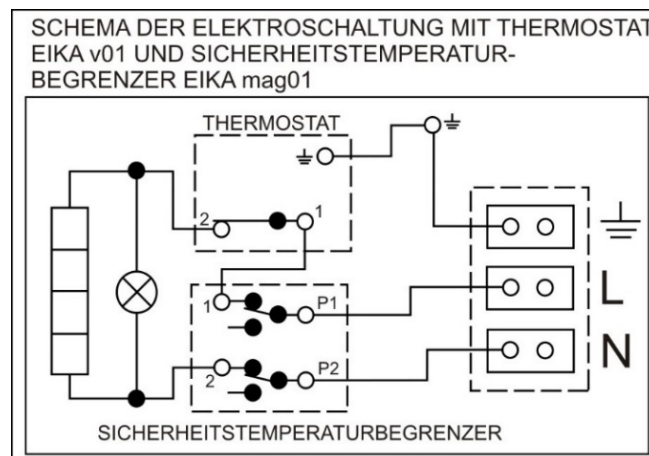 SCHEMA DER ELEKTROSCHALTUNG MIT THERMOSTAT
EIKA v01 UND SICHERHEITSTEMPERATUR-
BEGRENZER EIKA mag01
THERMOSTAT
2
1
1
P1
L
2
P2
N
SICHERHEITSTEMPERATURBEGRENZER